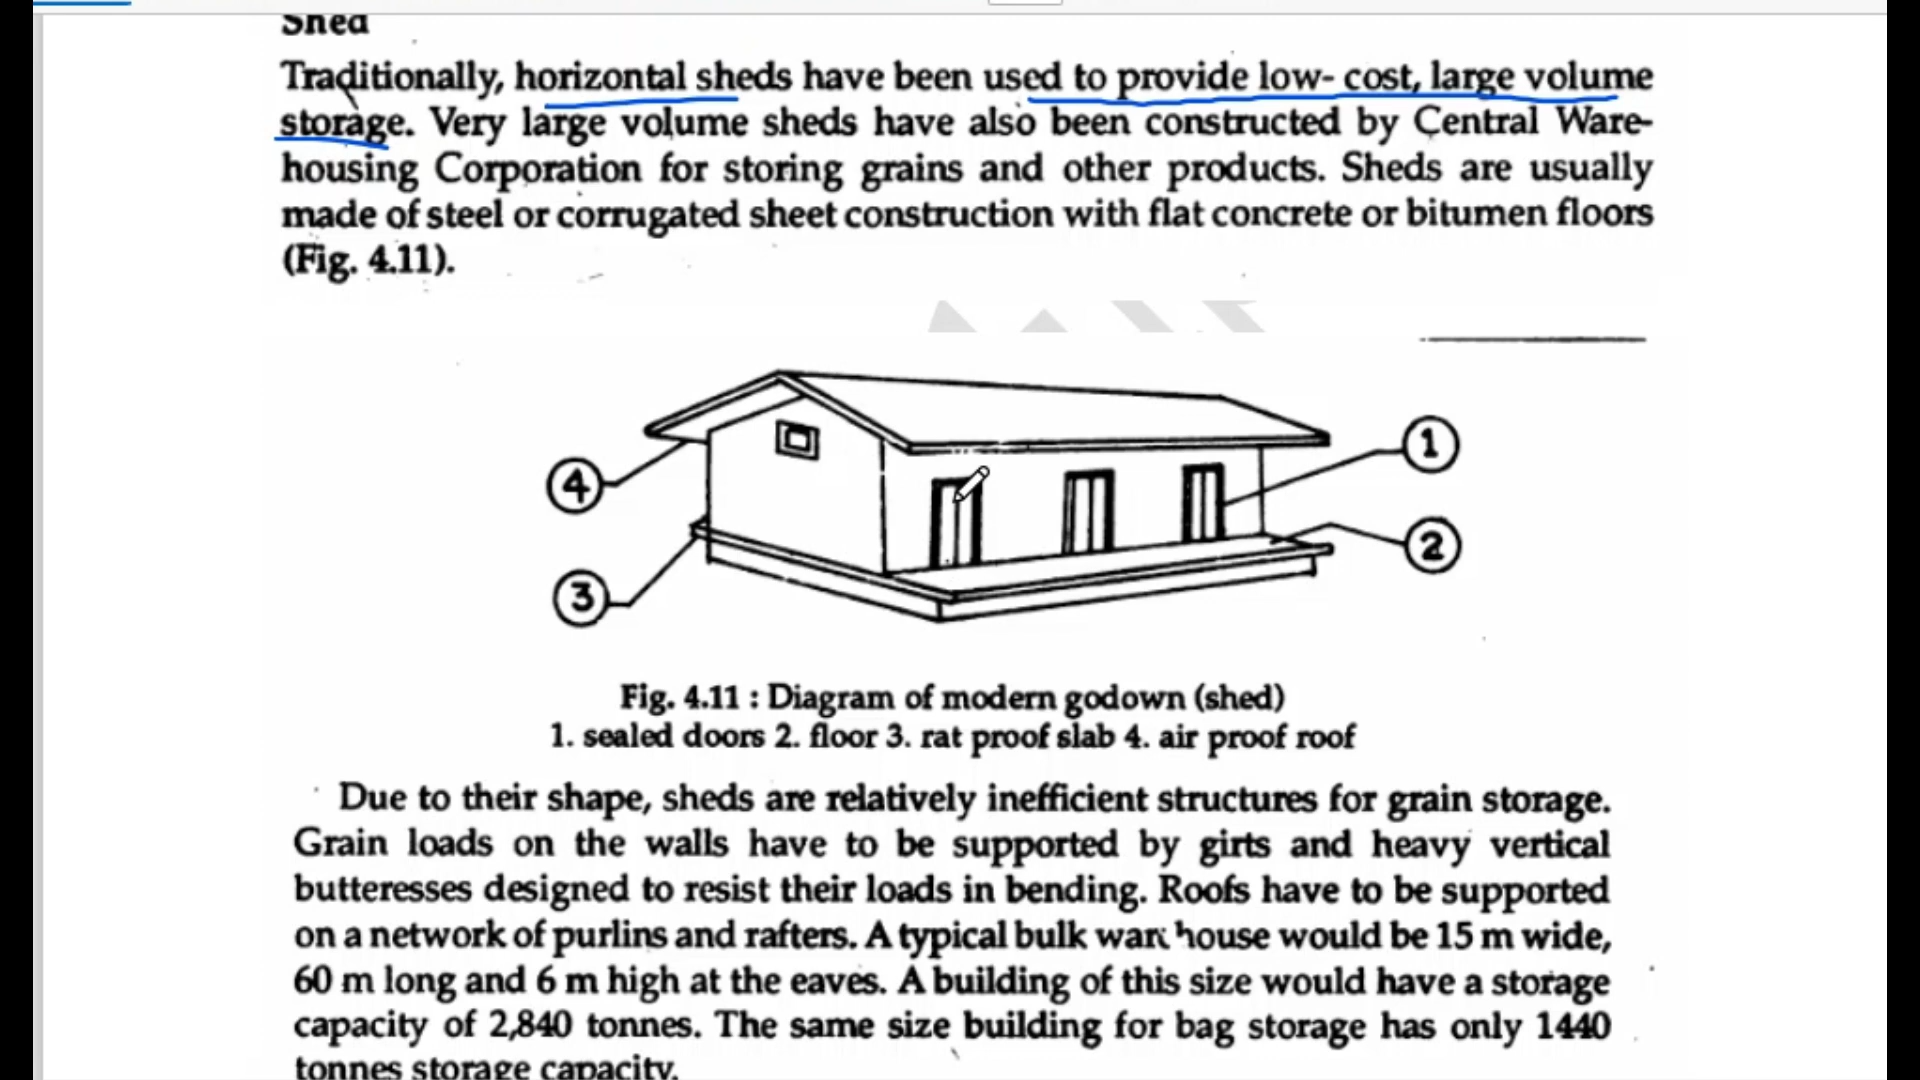 Shed
Traditionally, horizontal sheds have been used to provide low- cost, large volume
storage. Very large volume sheds have also been constructed by Central Ware-
housing Corporation for storing grains and other products. Sheds are usually
made of steel or corrugated sheet construction with flat concrete or bitumen floors
(Fig. 4.11).
1
4
2
3
Fig. 4.11 : Diagram of modern godown (shed)
1. sealed doors 2. floor 3. rat proof slab 4. air proof roof
Due to their shape, sheds are relatively inefficient structures for grain storage.
Grain loads on the walls have to be supported by girts and heavy vertical
butteresses designed to resist their loads in bending. Roofs have to be supported
on a network of purlins and rafters. A typical bulk house would be 15 m wide,
60 m long and 6 m high at the eaves. A building of this size would have a storage
capacity of 2,840 tonnes. The same size building for bag storage has only 1440
tonnes storage capacity.